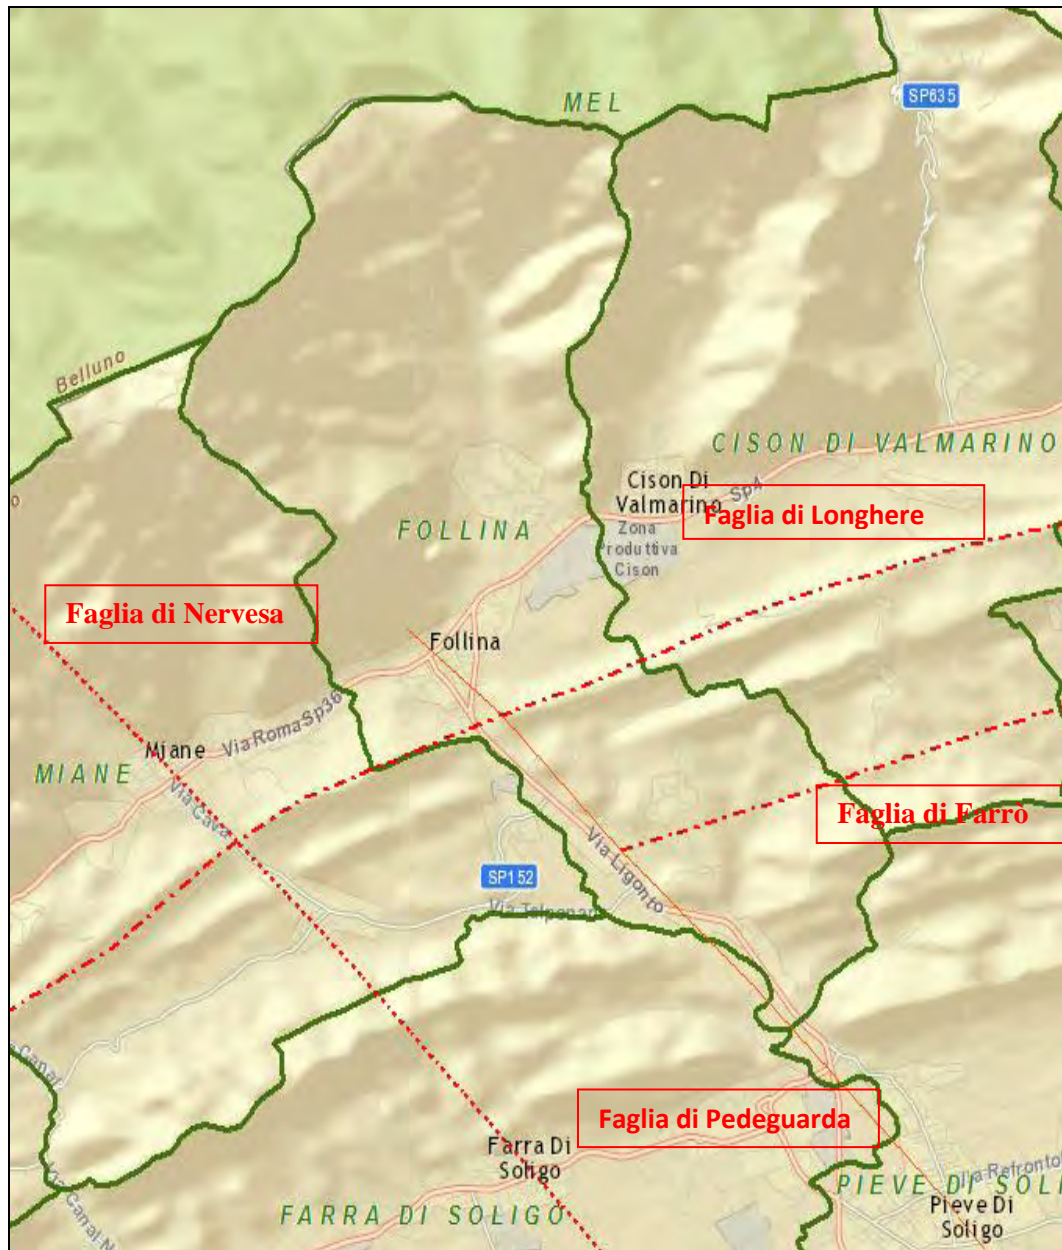 MEL
SP635
Belluno
CISON DI VALMARINO
Cison Di
Valmarino
Sp4
Faglia di Longhere
FOLLINA
Zona
Produttiva
Cison
Faglia di Nervesa
Follina
Via Roma Sp36
Miane
MIANE
Via Cava
Faglia di Farrò
Via Ligonto
SP152
Faglia di Pedeguarda
Farra Di
Soligo
FARRA DI SOLIGO
PIEVE DI SOLI
Pieve Di
Soligo